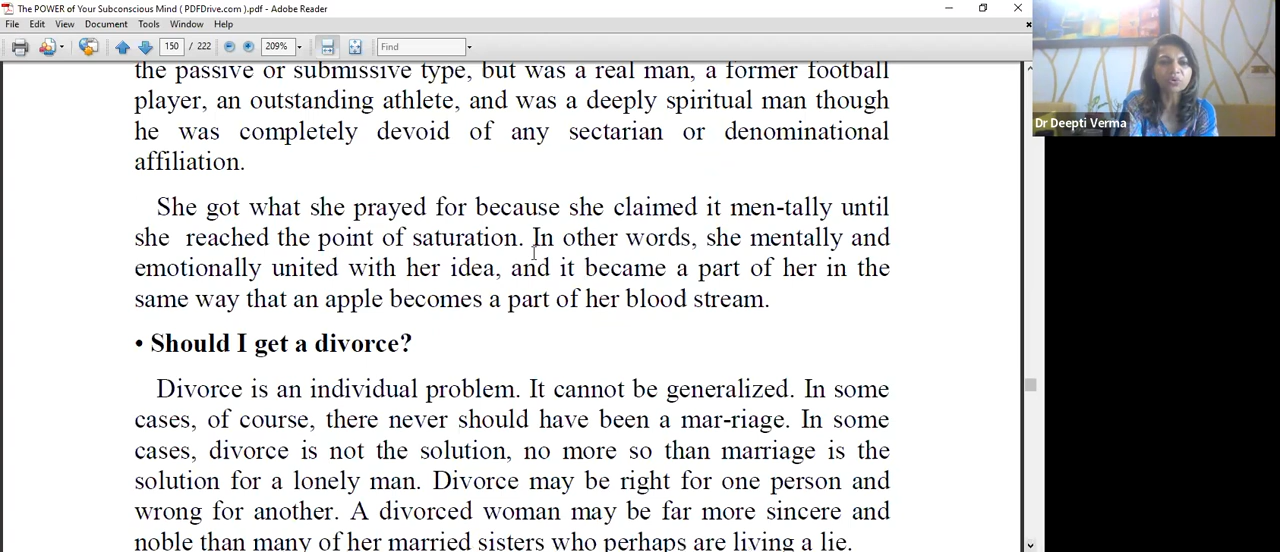 The POWER of Your Subconscious Mind ( PDFDrive.com ).pdf - Adobe Reader
File Edit View Document Tools Window Help
150 / 222 209% Find
the passive or submissive type, but was a real man, a former football
player, an outstanding athlete, and was a deeply spiritual man though
he was completely devoid of any sectarian or denominational
affiliation.
She got what she prayed for because she claimed it men-tally until
she reached the point of saturation. In other words, she mentally and
emotionally united with her idea, and it became a part of her in the
same way that an apple becomes a part of her blood stream.
• Should I get a divorce?
Divorce is an individual problem. It cannot be generalized. In some
cases, of course, there never should have been a mar-riage. In some
cases, divorce is not the solution, no more so than marriage is the
solution for a lonely man. Divorce may be right for one person and
wrong for another. A divorced woman may be far more sincere and
noble than many of her married sisters who perhaps are living a lie.
Dr Deepti Verma